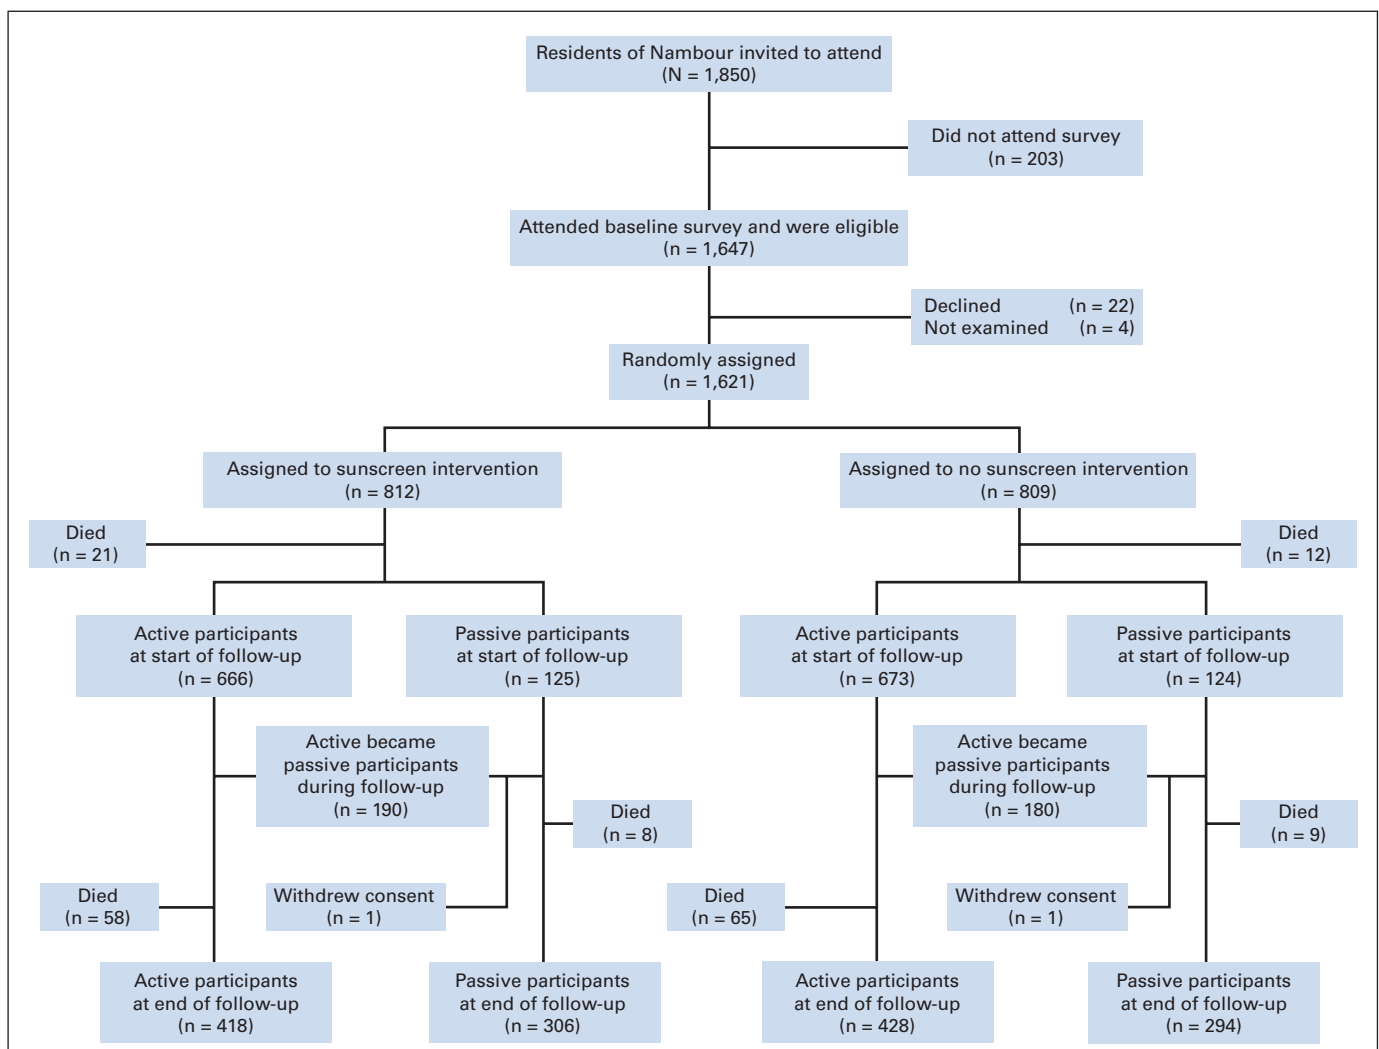 Residents of Nambour invited to attend
(N = 1,850)
Did not attend survey
(n = 203)
Attended baseline survey and were eligible
(n = 1,647)
Declined (n = 22)
Not examined (n = 4)
Randomly assigned
(n = 1,621)
Assigned to sunscreen intervention
(n = 812)
Assigned to no sunscreen intervention
(n = 809)
Died
(n = 21)
Died
(n = 12)
Active participants
at start of follow-up
(n = 666)
Passive participants
at start of follow-up
(n = 125)
Active participants
at start of follow-up
(n = 673)
Passive participants
at start of follow-up
(n = 124)
Active became
passive participants
during follow-up
(n = 190)
Active became
passive participants
during follow-up
(n = 180)
Died
(n = 8)
Died
(n = 9)
Died
(n = 58)
Withdrew consent
(n = 1)
Died
(n = 65)
Withdrew consent
(n = 1)
Active participants
at end of follow-up
(n = 418)
Passive participants
at end of follow-up
(n = 306)
Active participants
at end of follow-up
(n = 428)
Passive participants
at end of follow-up
(n = 294)